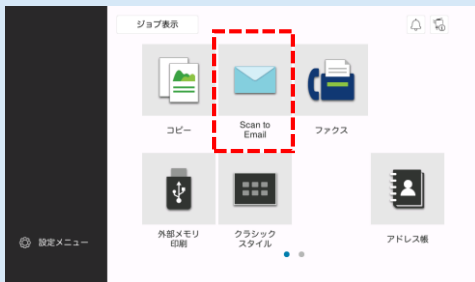 ジョブ表示
コピー
Scan to
Email
ファクス
外部メモリ
印刷
クラシック
スタイル
アドレス帳
設定メニュー